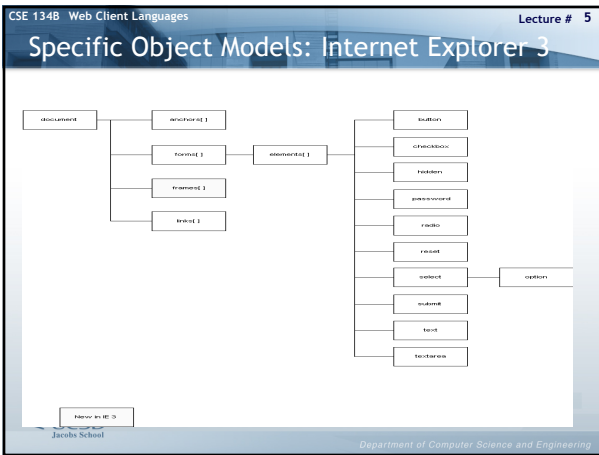 CSE 134B Web Client Languages
Lecture # 5
Specific Object Models: Internet Explorer 3
document
anchors[ ]
forms[ ]
frames[ ]
links[ ]
elements[ ]
button
checkbox
hidden
password
radio
reset
select
option
submit
text
textarea
New in IE 3
Jacobs School
Department of Computer Science and Engineering